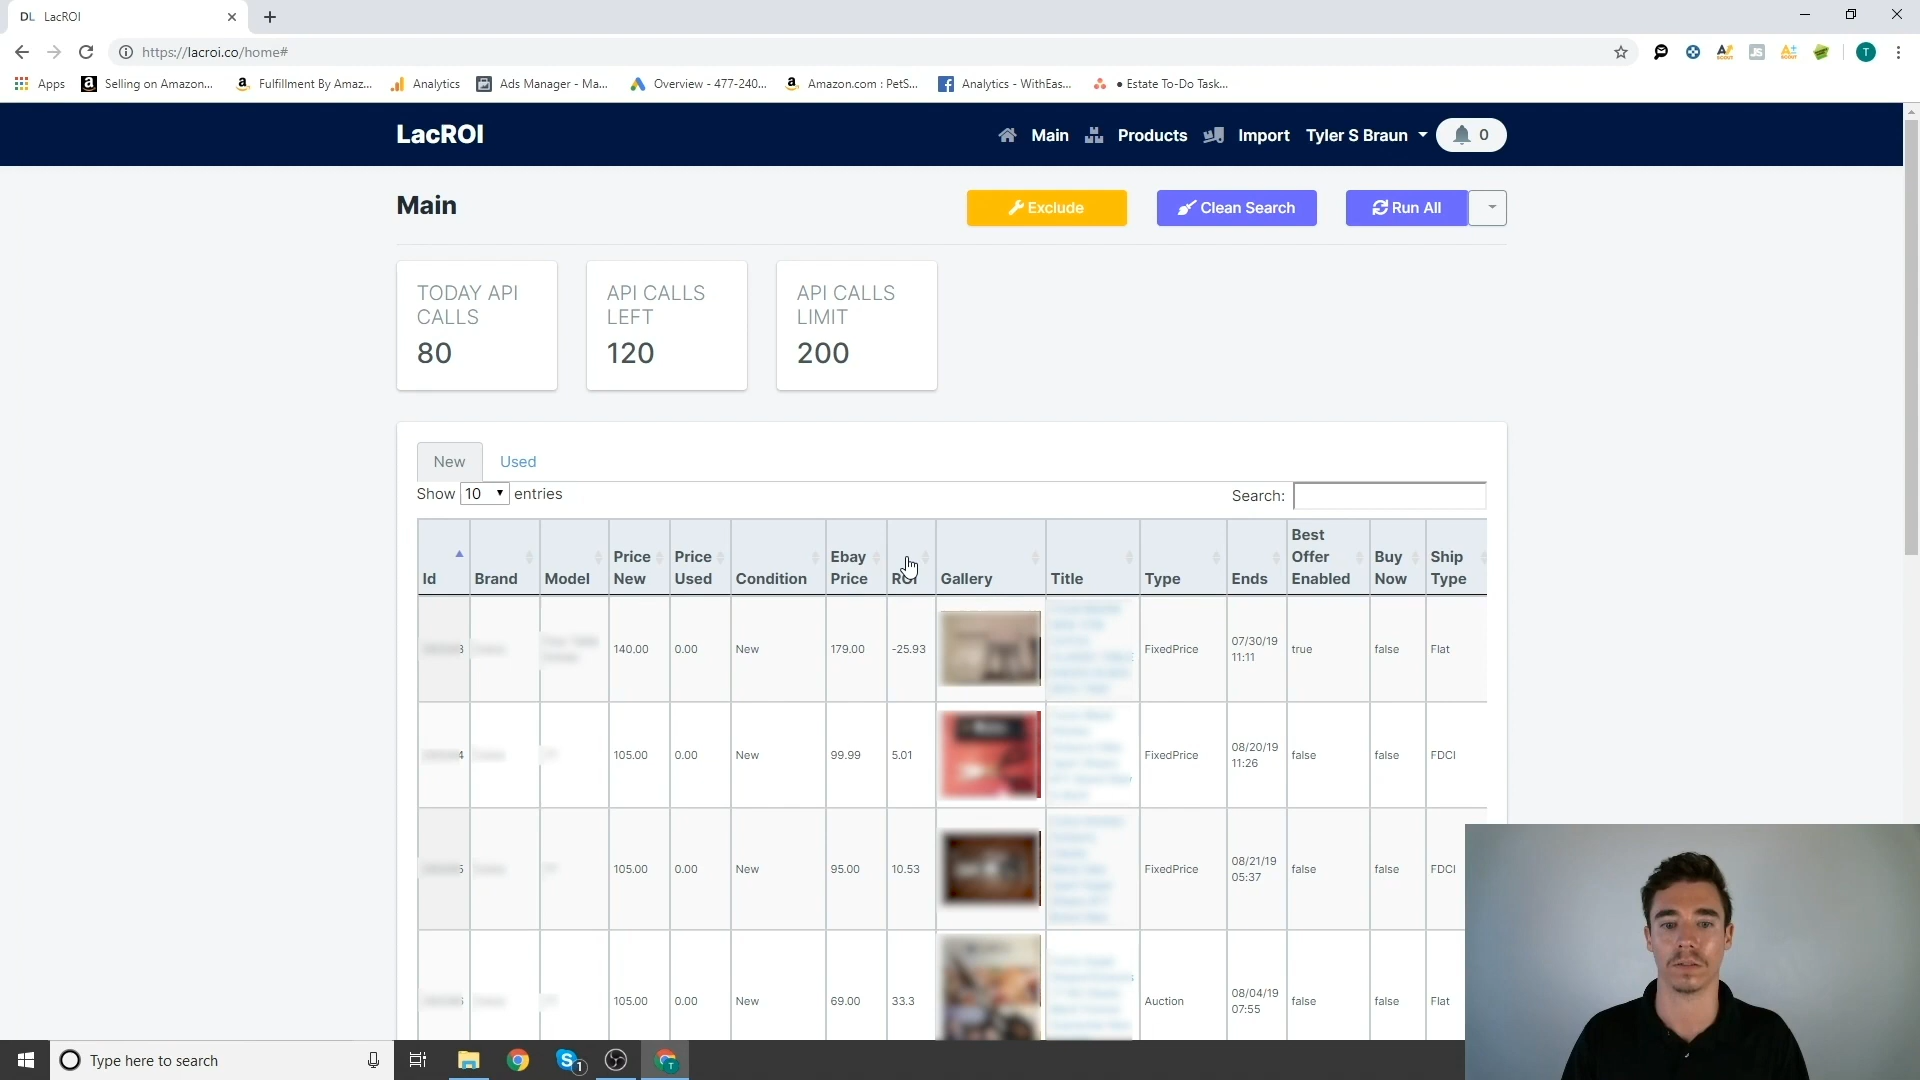 DL LacROI
https://lacroi.co/home#
T
Apps
Selling on Amazon...
Fulfillment By Amaz...
Analytics
Ads Manager - Ma...
Overview - 477-240...
Amazon.com : PetS...
Analytics - WithEas...
● Estate To-Do Task...
LacROI
Main
Products
Import
Tyler S Braun
0
Main
Exclude
Clean Search
Run All
TODAY API CALLS
80
API CALLS LEFT
120
API CALLS LIMIT
200
New
Used
Show 10 entries
Search:
Id Brand Model Price New Price Used Condition Ebay Price ROI Gallery Title Type Ends Best Offer Enabled Buy Now Ship Type
3 140.00 0.00 New 179.00 -25.93 FixedPrice 07/30/19 11:11 true false Flat
4 105.00 0.00 New 99.99 5.01 FixedPrice 08/20/19 11:26 false false FDCI
5 105.00 0.00 New 95.00 10.53 FixedPrice 08/21/19 05:37 false false FDCI
105.00 0.00 New 69.00 33.3 Auction 08/04/19 07:55 false false Flat
Type here to search
S 1
T